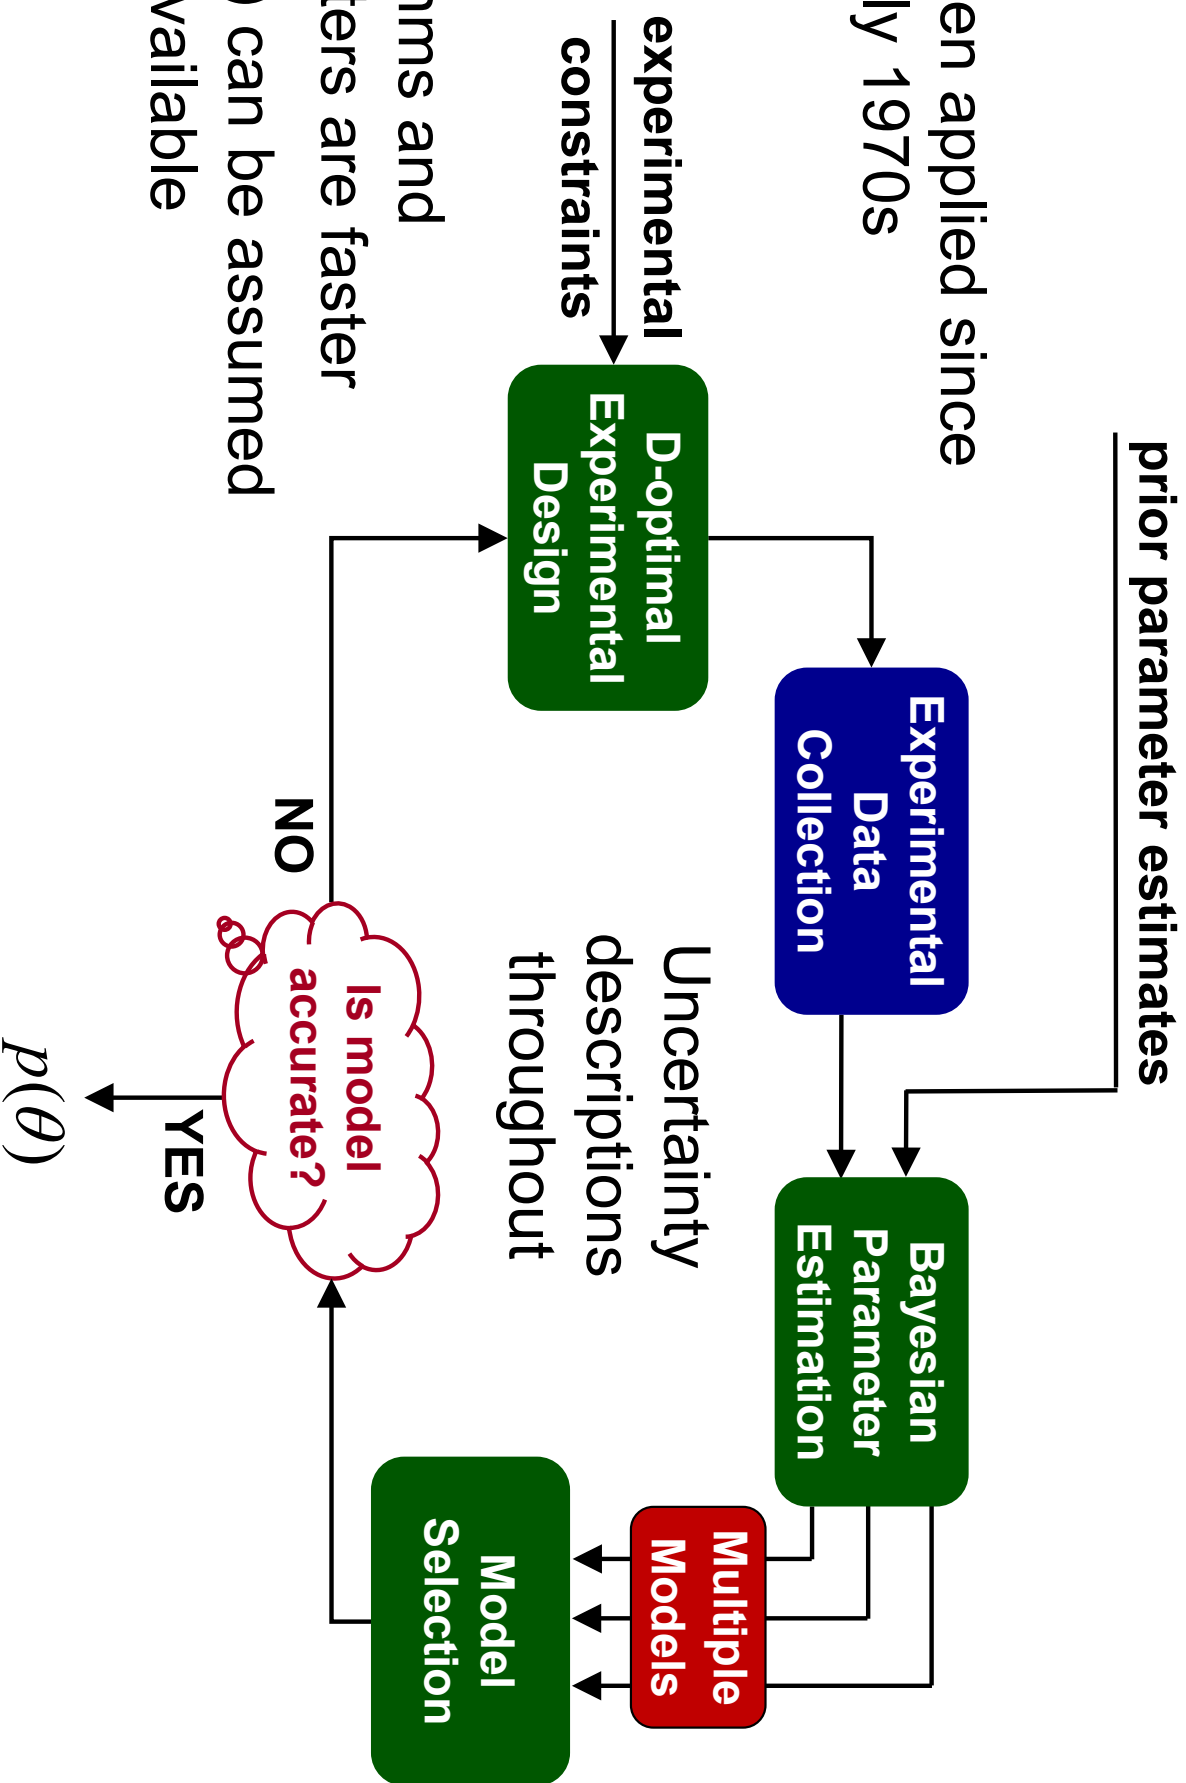 en applied since
ly 1970s
ms and
ters are faster
) can be assumed
vailable
prior parameter estimates
experimental
constraints
D-optimal
Experimental
Design
Experimental
Data
Collection
Bayesian
Parameter
Estimation
Multiple
Models
Model
Selection
Uncertainty
descriptions
throughout
Is model
accurate?
NO
YES
p(θ)